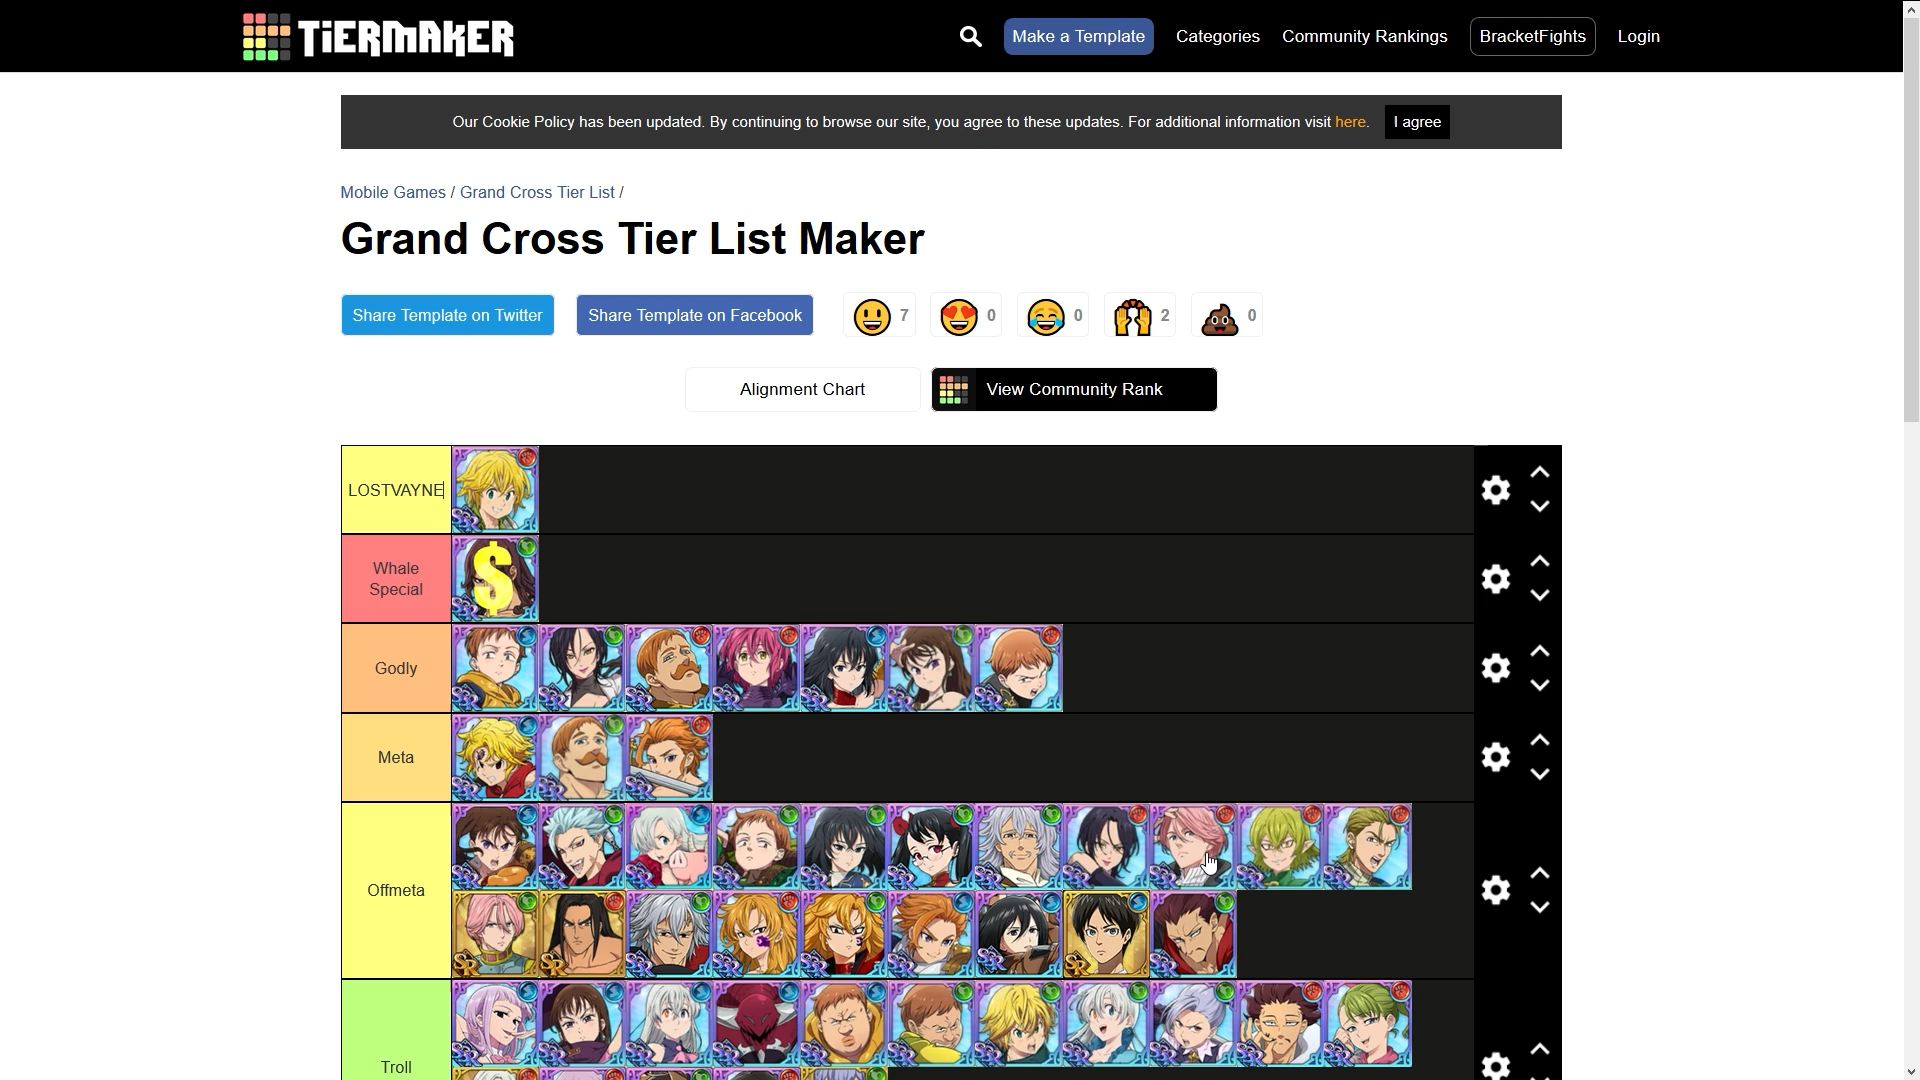 TiERMAKER
Make a Template
Categories
Community Rankings
BracketFights
Login
Our Cookie Policy has been updated. By continuing to browse our site, you agree to these updates. For additional information visit here.
I agree
Mobile Games / Grand Cross Tier List /
Grand Cross Tier List Maker
Share Template on Twitter
Share Template on Facebook
7
0
0
2
0
Alignment Chart
View Community Rank
LOSTVAYNE
Whale
Special
$
Godly
Meta
Offmeta
Troll